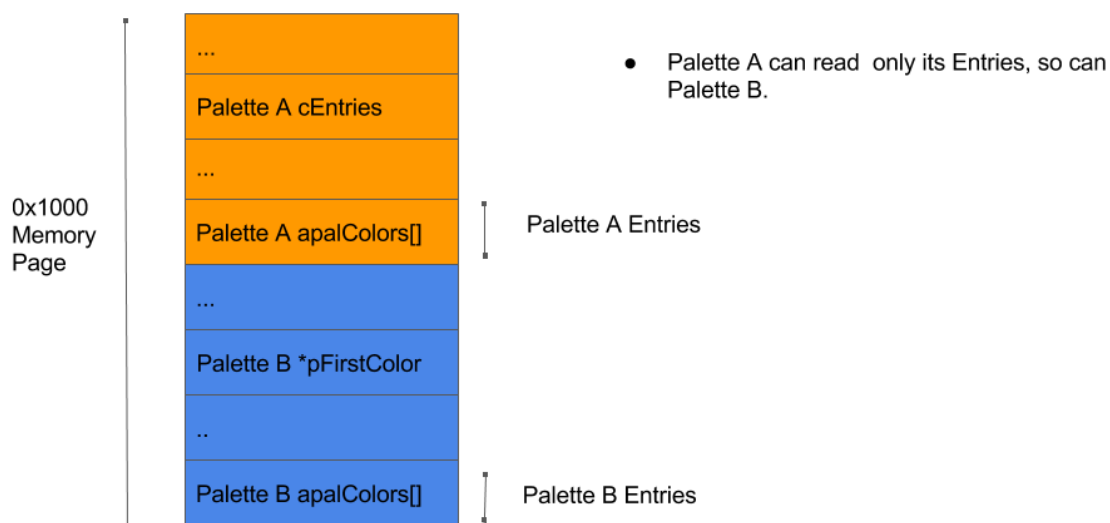 ...
● Palette A can read only its Entries, so can
Palette B.
Palette A cEntries
...
0x1000
Memory
Page
Palette A apalColors[]
Palette A Entries
...
Palette B *pFirstColor
..
Palette B apalColors[]
Palette B Entries